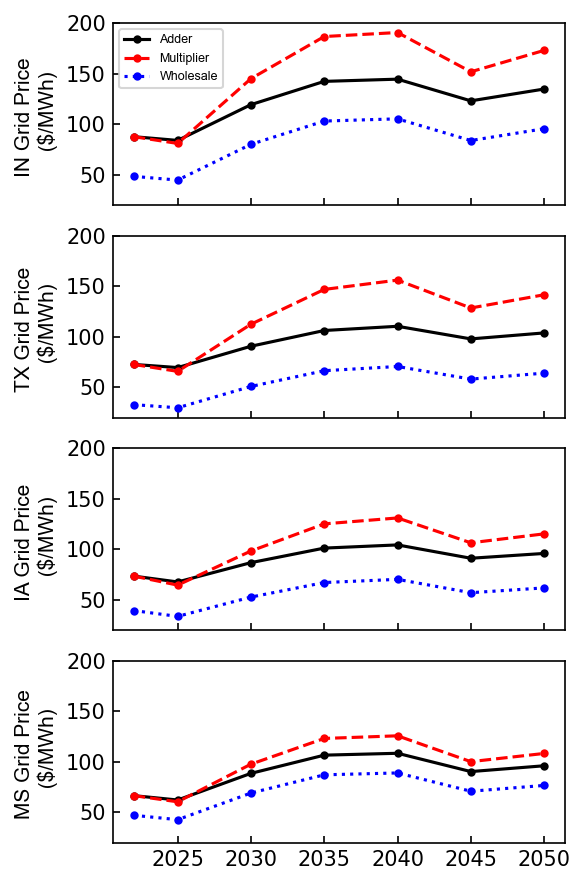 200
Adder
Multiplier
Wholesale
150
100
50
IN Grid Price
($/MWh)
200
150
100
50
TX Grid Price
($/MWh)
200
150
100
50
IA Grid Price
($/MWh)
200
150
100
50
MS Grid Price
($/MWh)
2025 2030 2035 2040 2045 2050